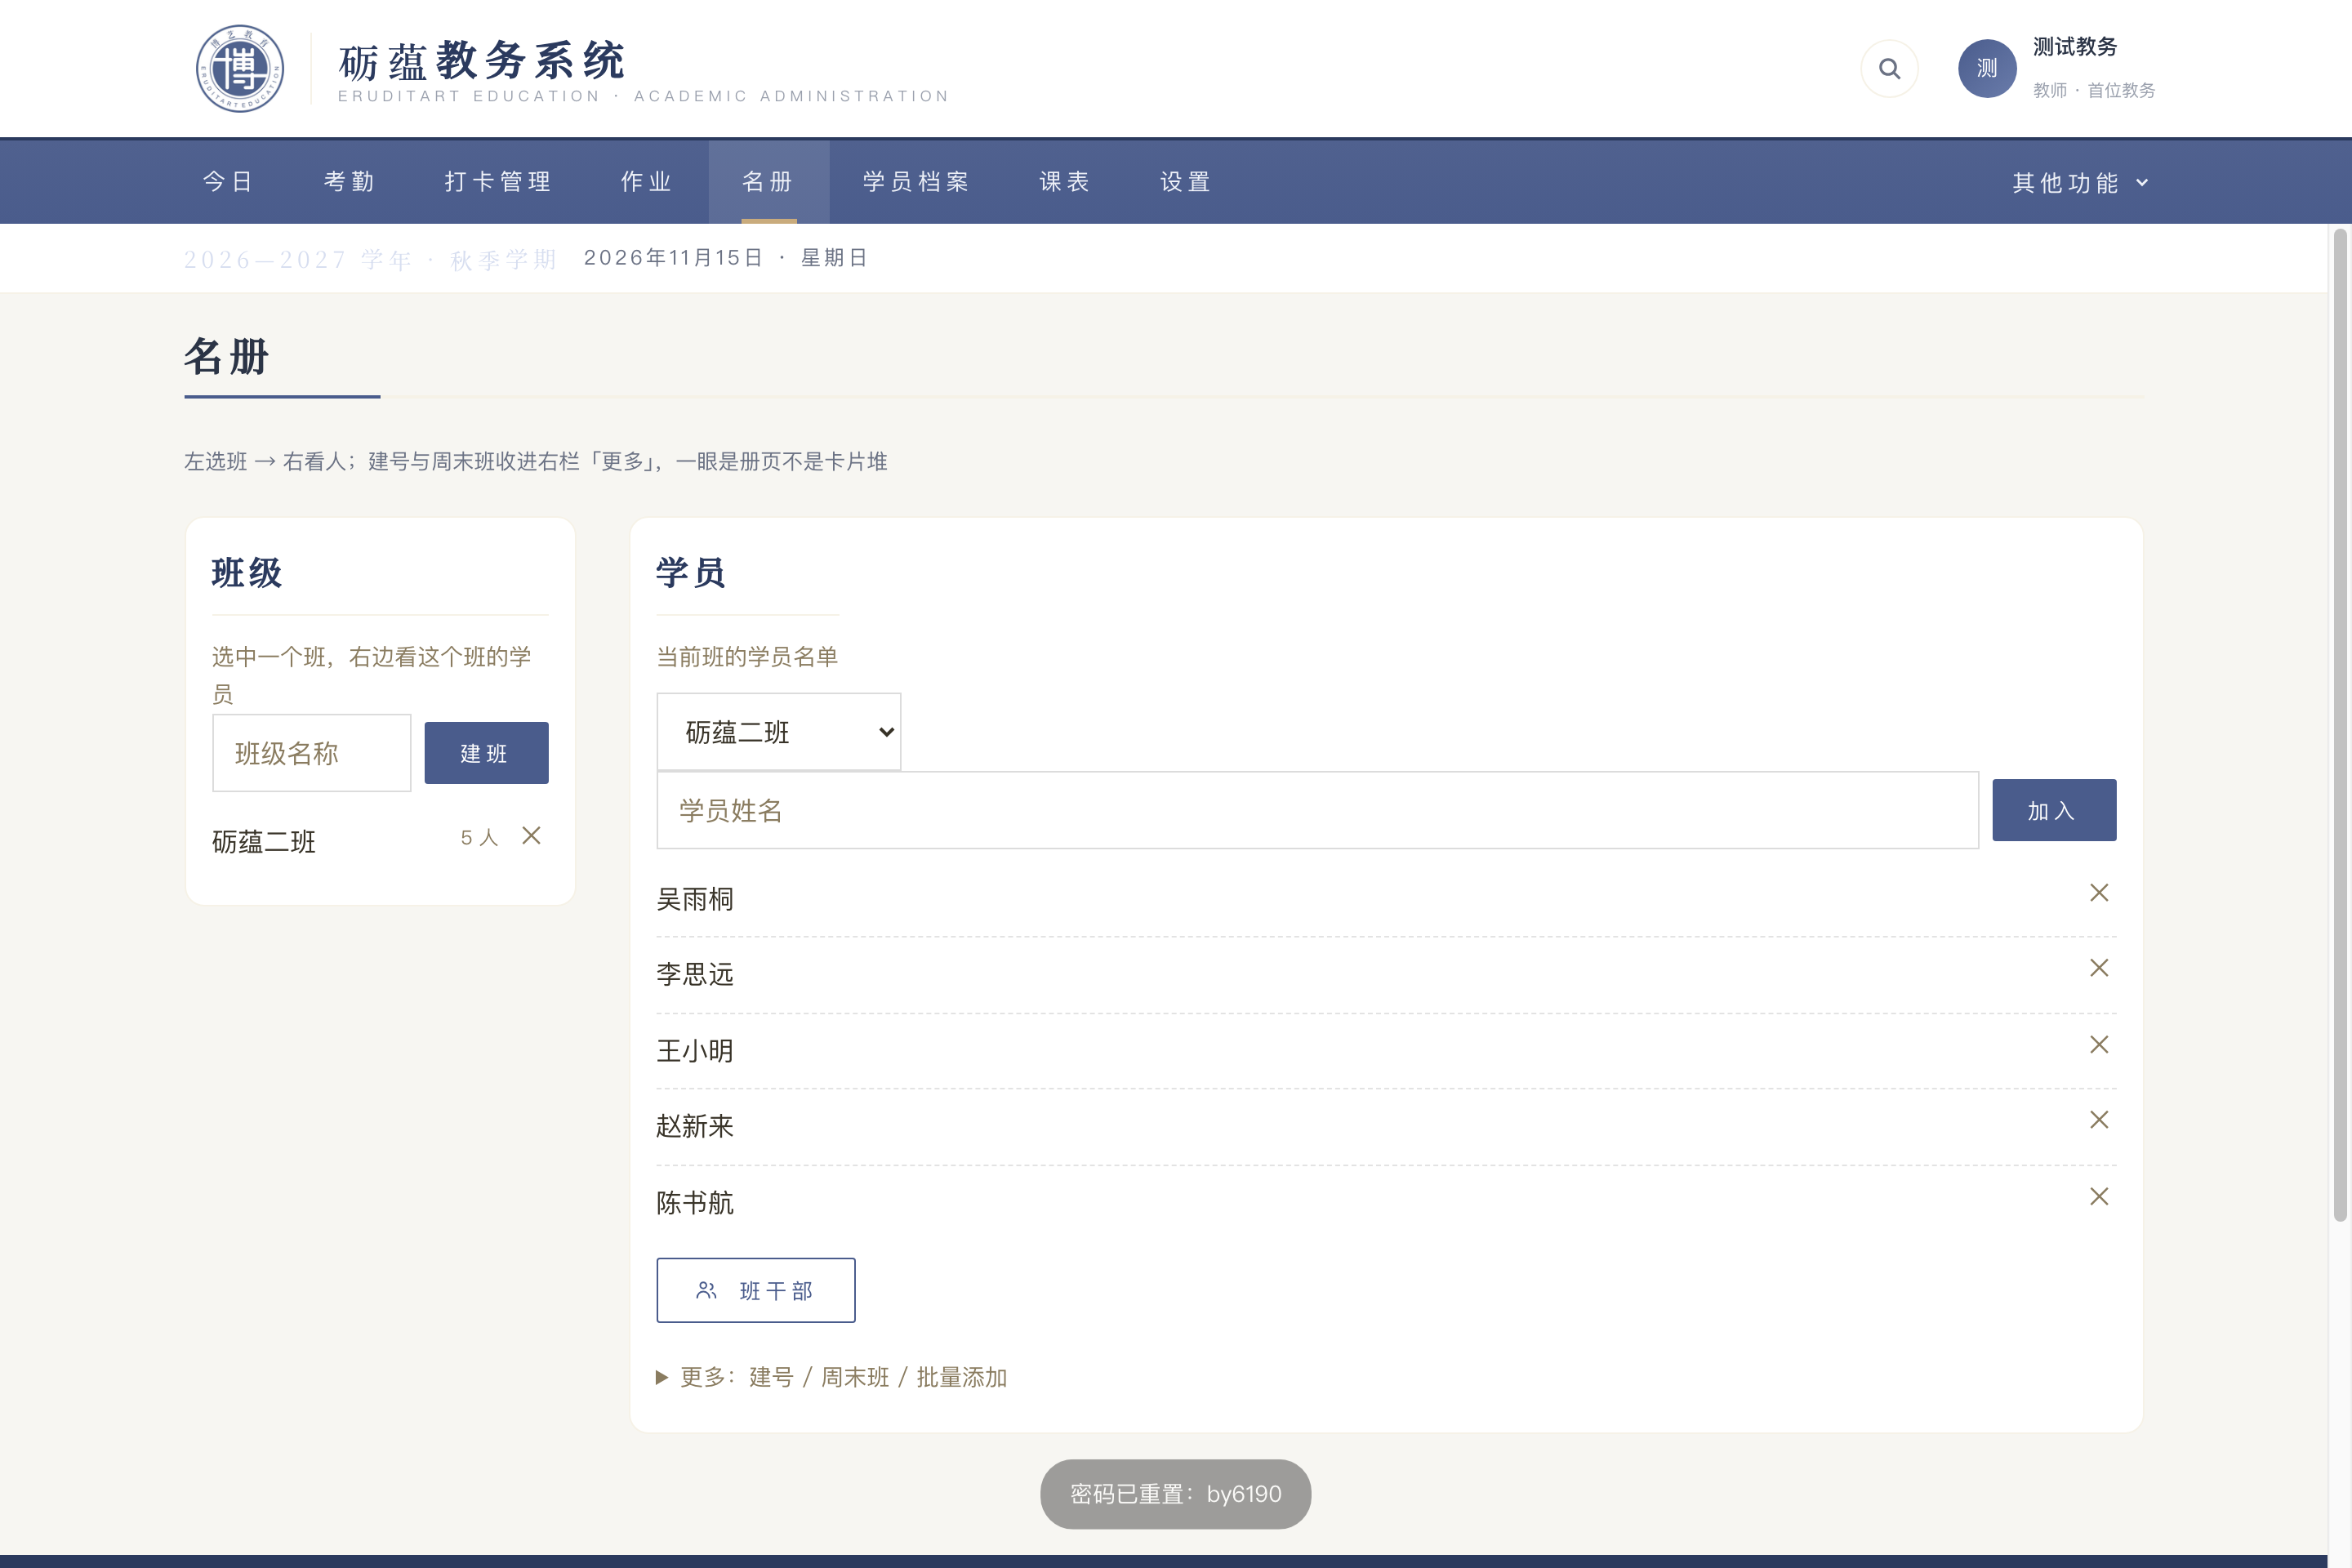 博艺教育
ERUDITARTEDUCATION
博
砺蕴教务系统
ERUDITART EDUCATION · ACADEMIC ADMINISTRATION
测
测试教务
教师 · 首位教务
今日
考勤
打卡管理
作业
名册
学员档案
课表
设置
其他功能
2026—2027 学年 · 秋季学期
2026年11月15日 · 星期日
名册
左选班 → 右看人；建号与周末班收进右栏「更多」，一眼是册页不是卡片堆
班级
选中一个班，右边看这个班的学
员
班级名称
建班
砺蕴二班
5 人
学员
当前班的学员名单
砺蕴二班
学员姓名
加入
吴雨桐
李思远
王小明
赵新来
陈书航
班干部
更多：建号 / 周末班 / 批量添加
密码已重置：by6190